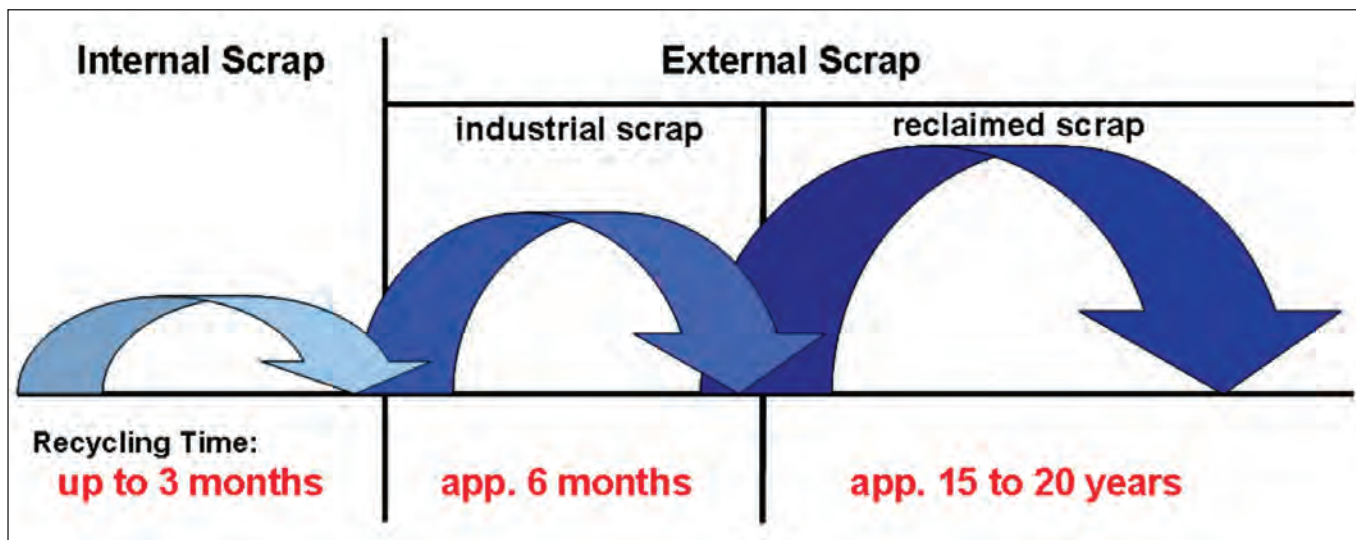 Internal Scrap
External Scrap
industrial scrap
reclaimed scrap
Recycling Time:
up to 3 months
app. 6 months
app. 15 to 20 years